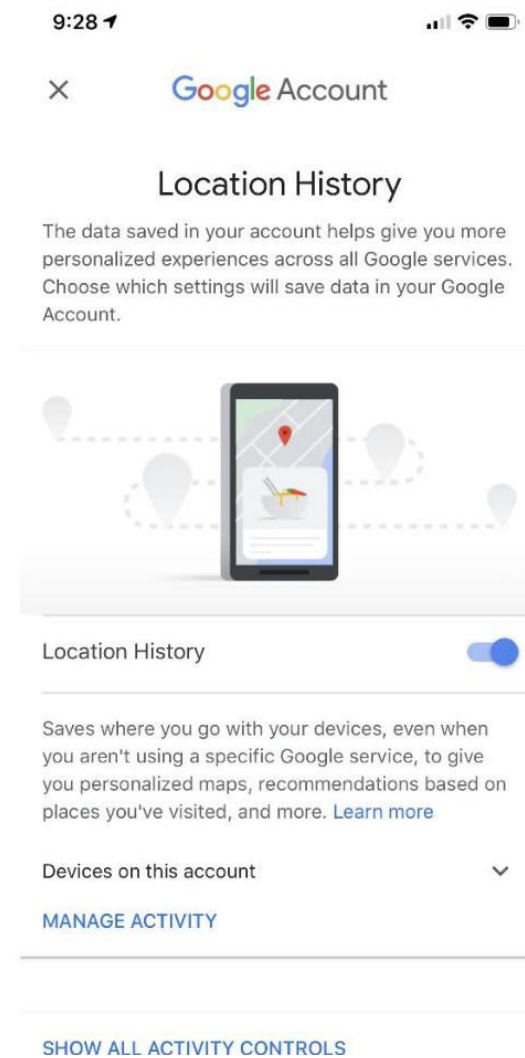 9:28
Google Account
Location History
The data saved in your account helps give you more
personalized experiences across all Google services.
Choose which settings will save data in your Google
Account.
Location History
Saves where you go with your devices, even when
you aren't using a specific Google service, to give
you personalized maps, recommendations based on
places you've visited, and more. Learn more
Devices on this account
MANAGE ACTIVITY
SHOW ALL ACTIVITY CONTROLS